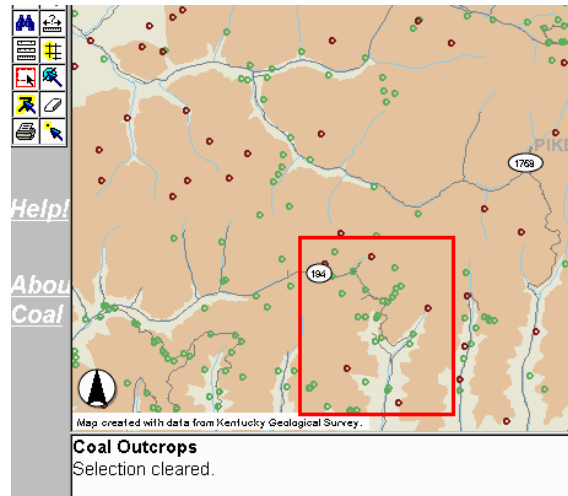 PIKE
1768
Help!
194
Abou
Coal
Map created with data from Kentucky Geological Survey.
Coal Outcrops
Selection cleared.